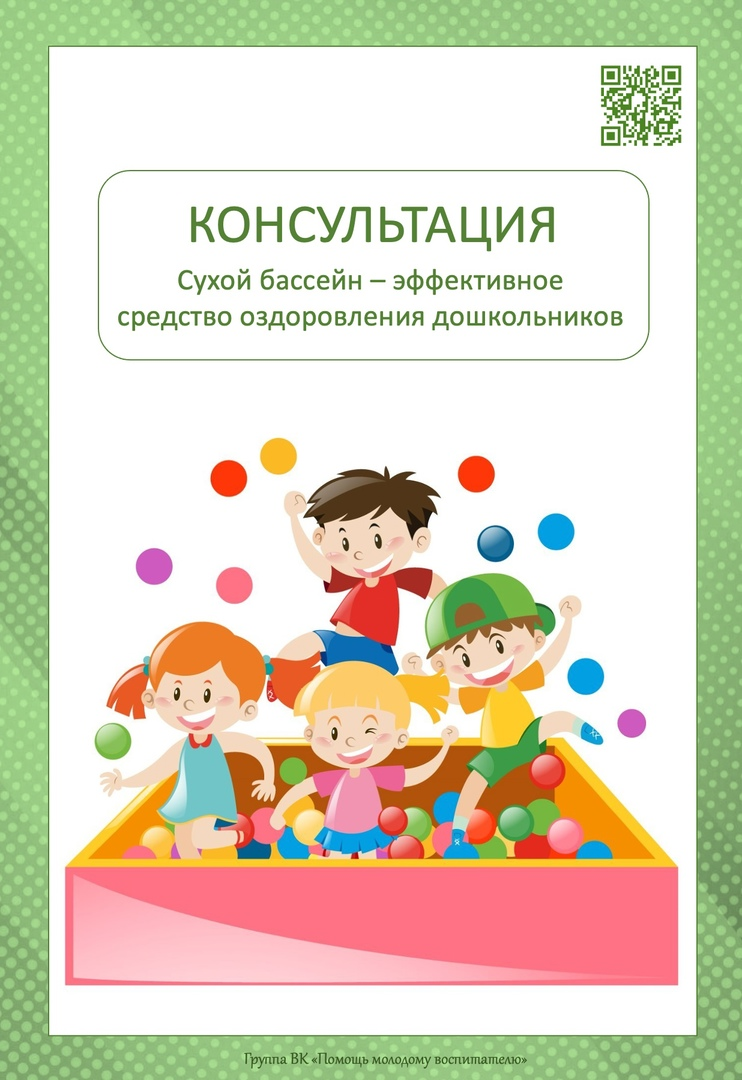 КОНСУЛЬТАЦИЯ
Сухой бассейн – эффективное
средство оздоровления дошкольников
Группа ВК «Помощь молодому воспитателю»